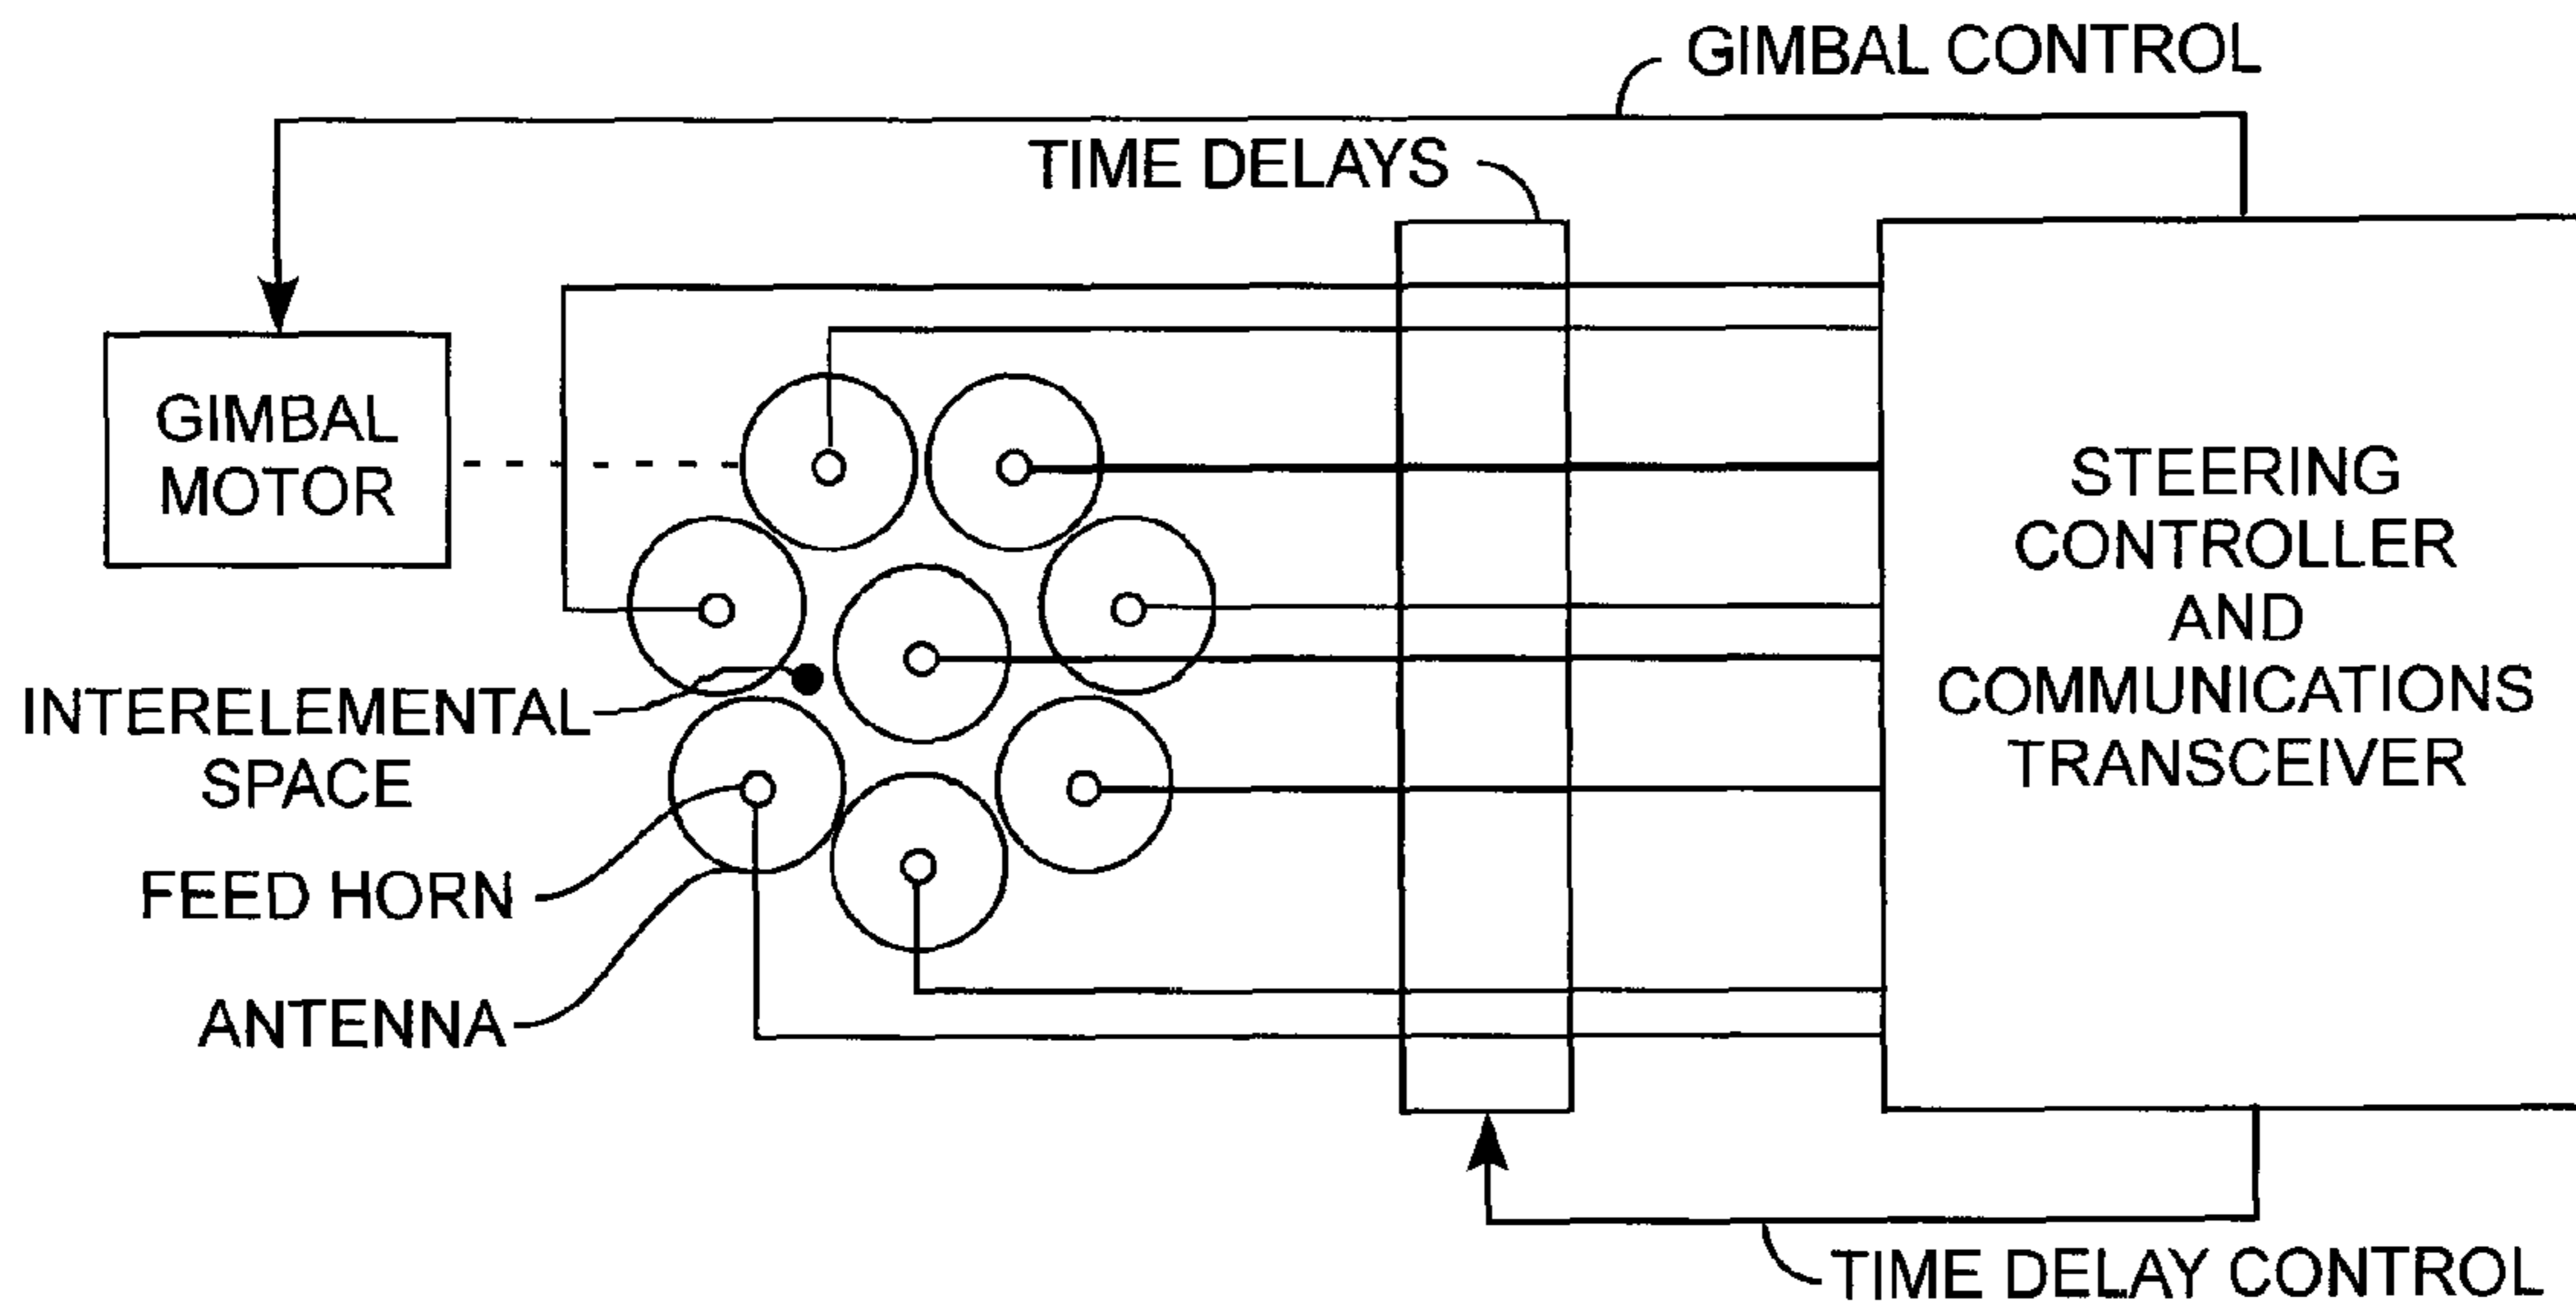 GIMBAL CONTROL
TIME DELAYS
GIMBAL
MOTOR
STEERING
CONTROLLER
AND
COMMUNICATIONS
TRANSCEIVER
INTERELEMENTAL
SPACE
FEED HORN
ANTENNA
TIME DELAY CONTROL